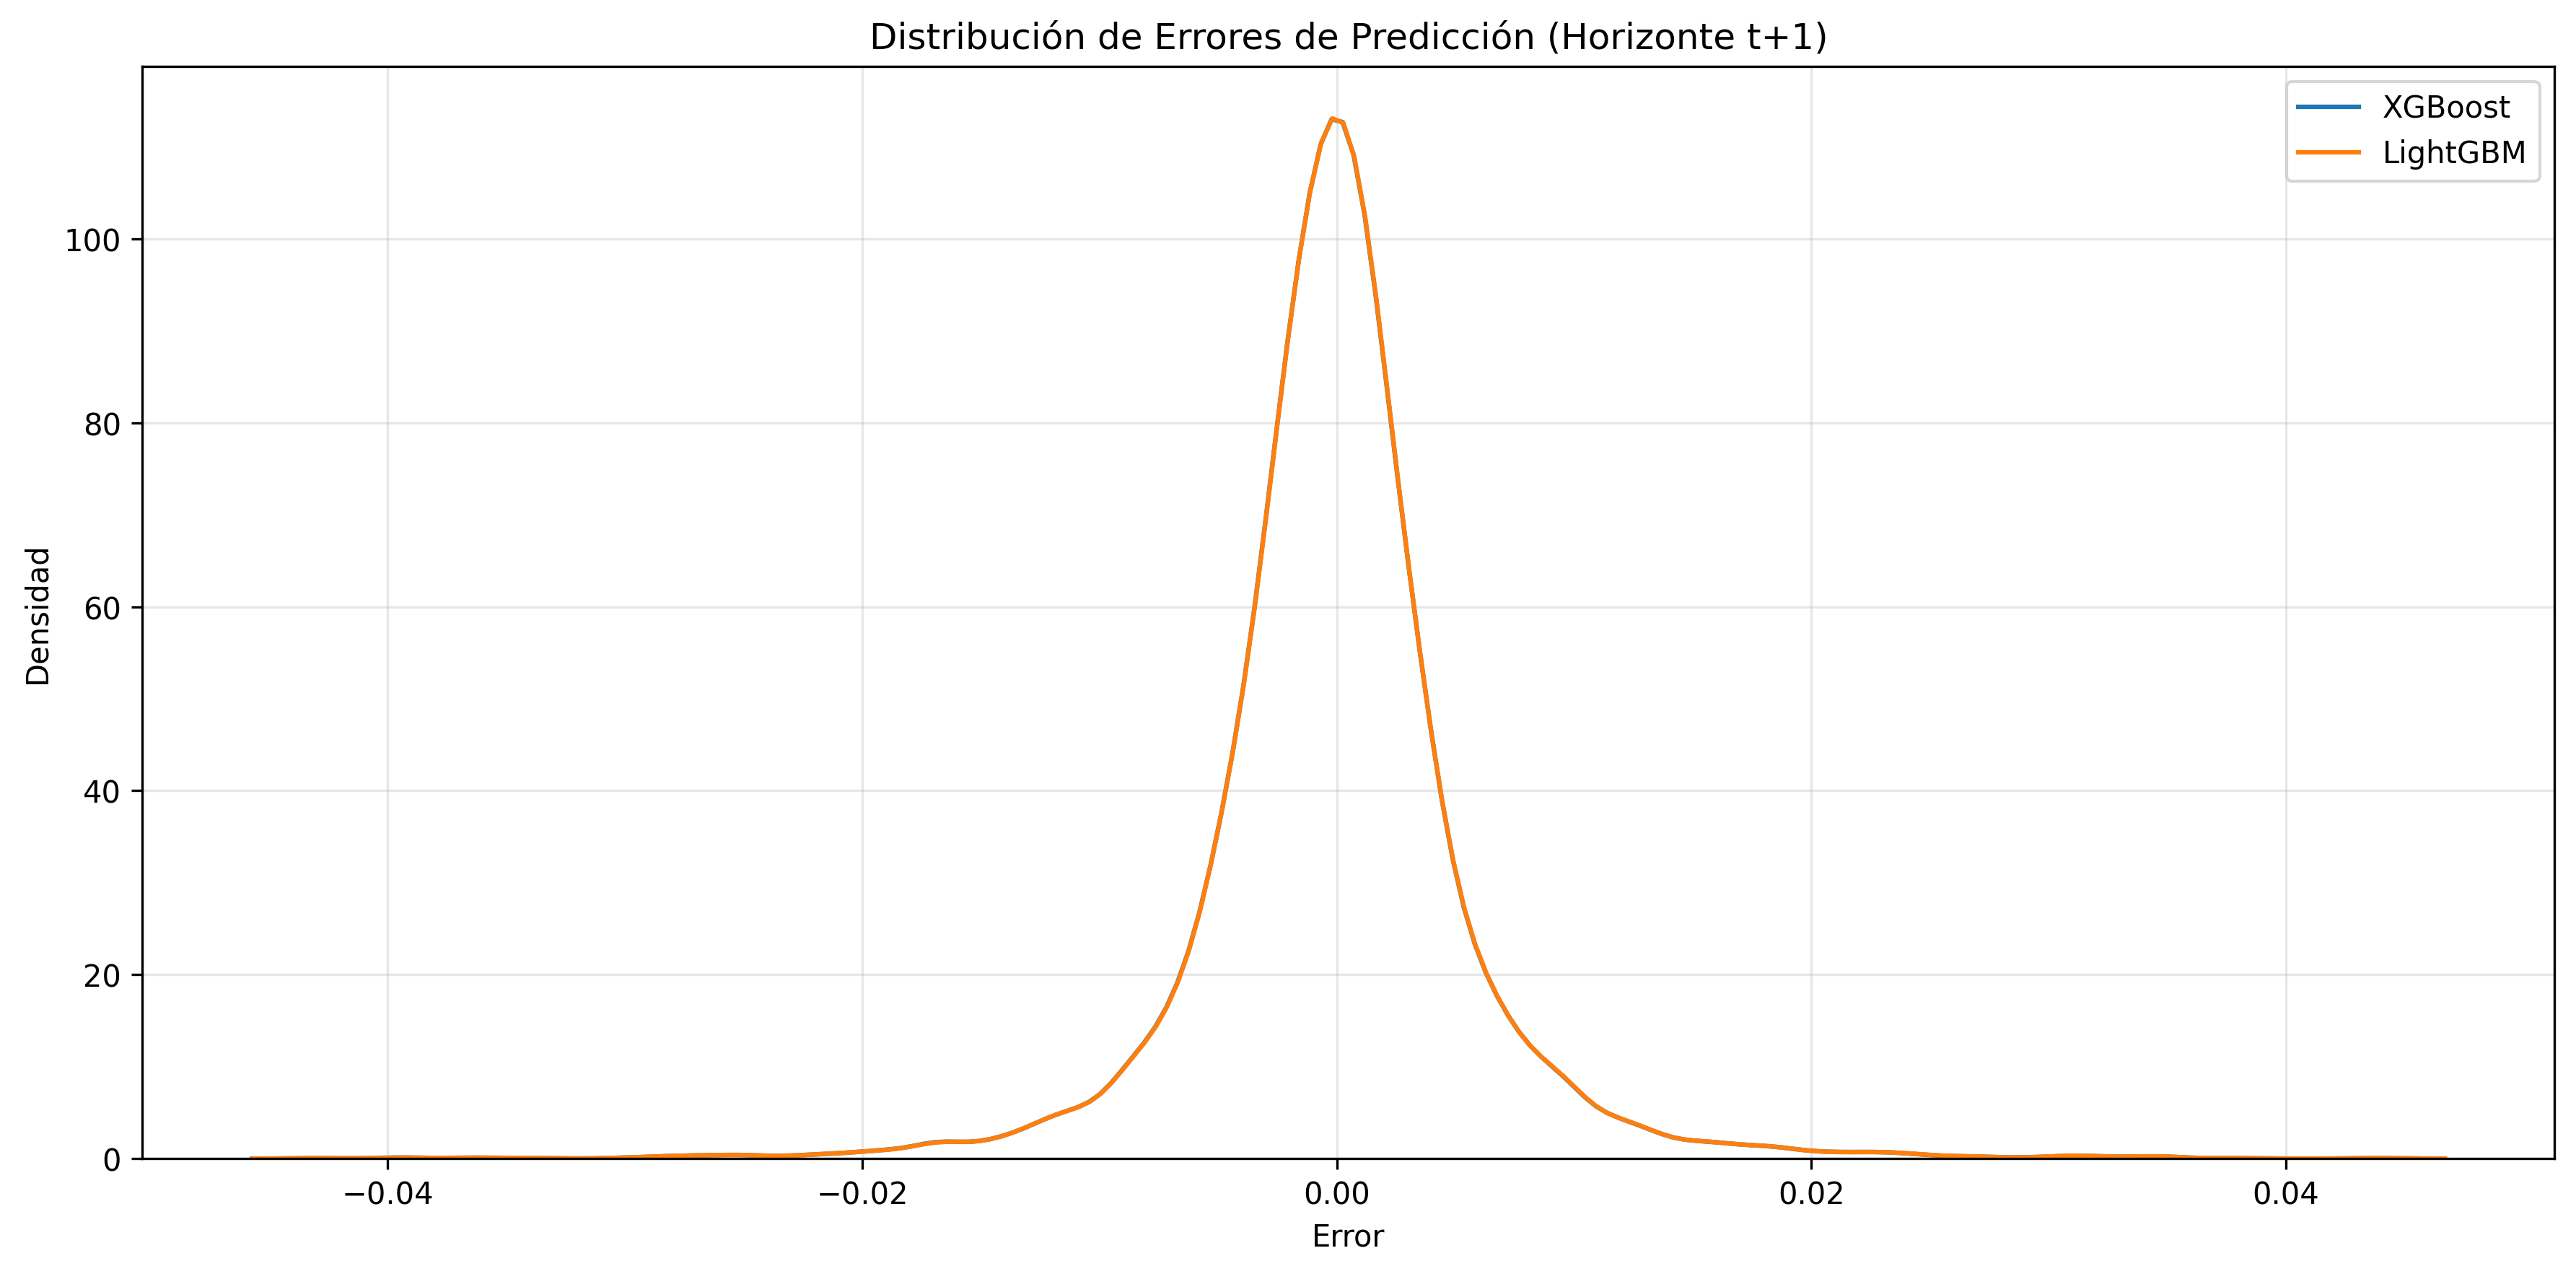 Distribución de Errores de Predicción (Horizonte t+1)
XGBoost
LightGBM
Densidad
100
80
60
40
20
0
−0.04
−0.02
0.00
0.02
0.04
Error